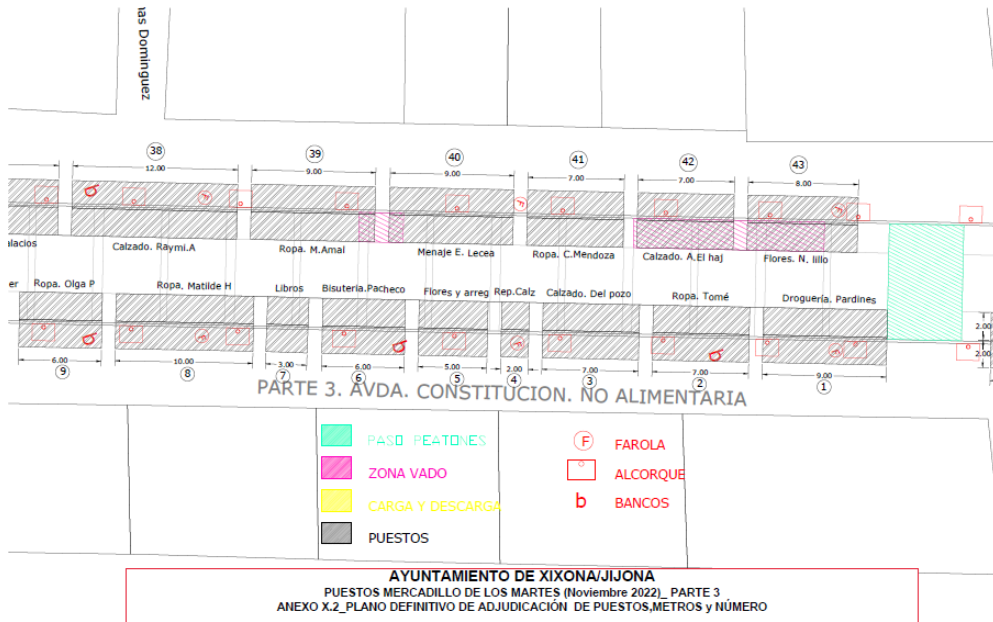 nas Dominguez
38
39
40
41
42
43
12.00
9.00
9.00
7.00
7.00
8.00
b
F
F
F
alacios
Calzado. Raymi.A
Ropa. M.Amal
Menaje E. Lecea
Ropa. C.Mendoza
Calzado. A.El haj
Flores. N. lillo
er
Ropa. Olga P
Ropa. Matilde H
Libros
Bisuteria.Pacheco
Flores y arreg
Rep.Calz
Calzado. Del pozo
Ropa. Tomé
Droguería. Pardines
b
F
b
F
b
F
2.00
2.00
6.00
10.00
3.00
6.00
5.00
2.00
7.00
7.00
9.00
9
8
7
6
5
4
3
2
1
PARTE 3. AVDA. CONSTITUCION. NO ALIMENTARIA
PASO PEATONES
ZONA VADO
CARGA Y DESCARGA
PUESTOS
F FAROLA
ALCORQUE
b BANCOS
AYUNTAMIENTO DE XIXONA/JIJONA
PUESTOS MERCADILLO DE LOS MARTES (Noviembre 2022)_ PARTE 3
ANEXO X.2_PLANO DEFINITIVO DE ADJUDICACIÓN DE PUESTOS,METROS y NÚMERO